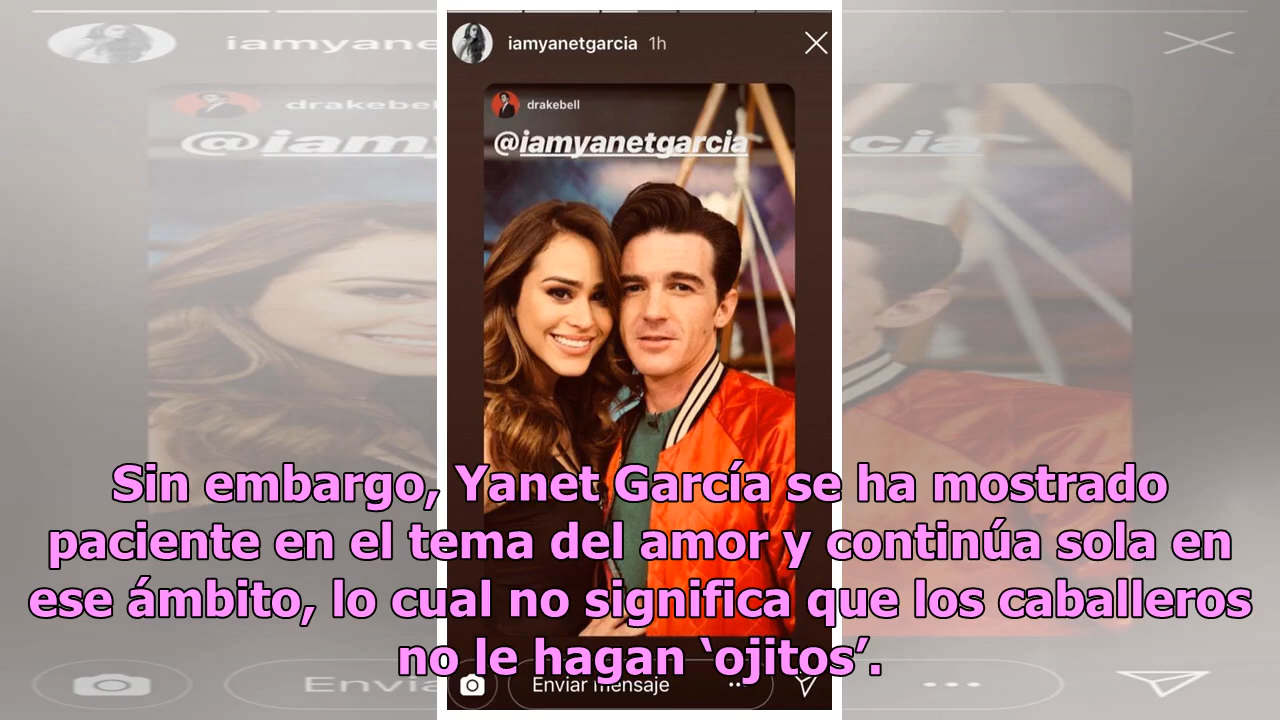 iamyanetgarcia 1h
drakebell
@iamyanetgarcia
Sin embargo, Yanet García se ha mostrado
paciente en el tema del amor y continúa sola en
ese ámbito, lo cual no significa que los caballeros
no le hagan ‘ojitos’.
Enviar mensaje